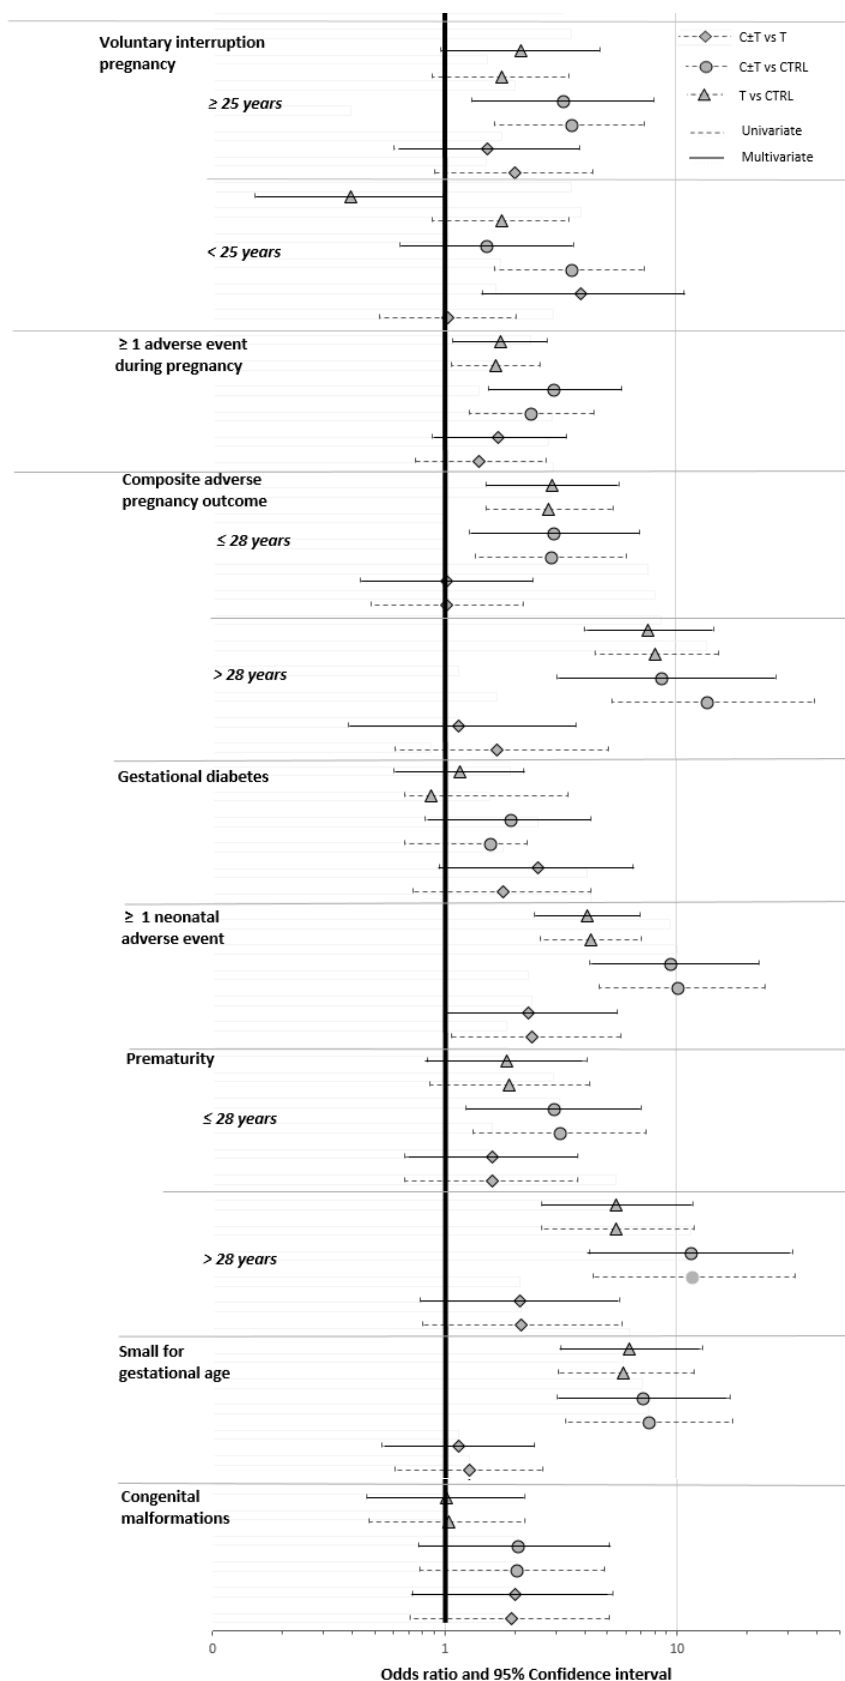 Voluntary interruption
pregnancy
C±T vs T
C±T vs CTRL
T vs CTRL
Univariate
Multivariate
≥ 25 years
< 25 years
≥ 1 adverse event
during pregnancy
Composite adverse
pregnancy outcome
≤ 28 years
> 28 years
Gestational diabetes
≥ 1 neonatal
adverse event
Prematurity
≤ 28 years
> 28 years
Small for
gestational age
Congenital
malformations
0 1 10
Odds ratio and 95% Confidence interval